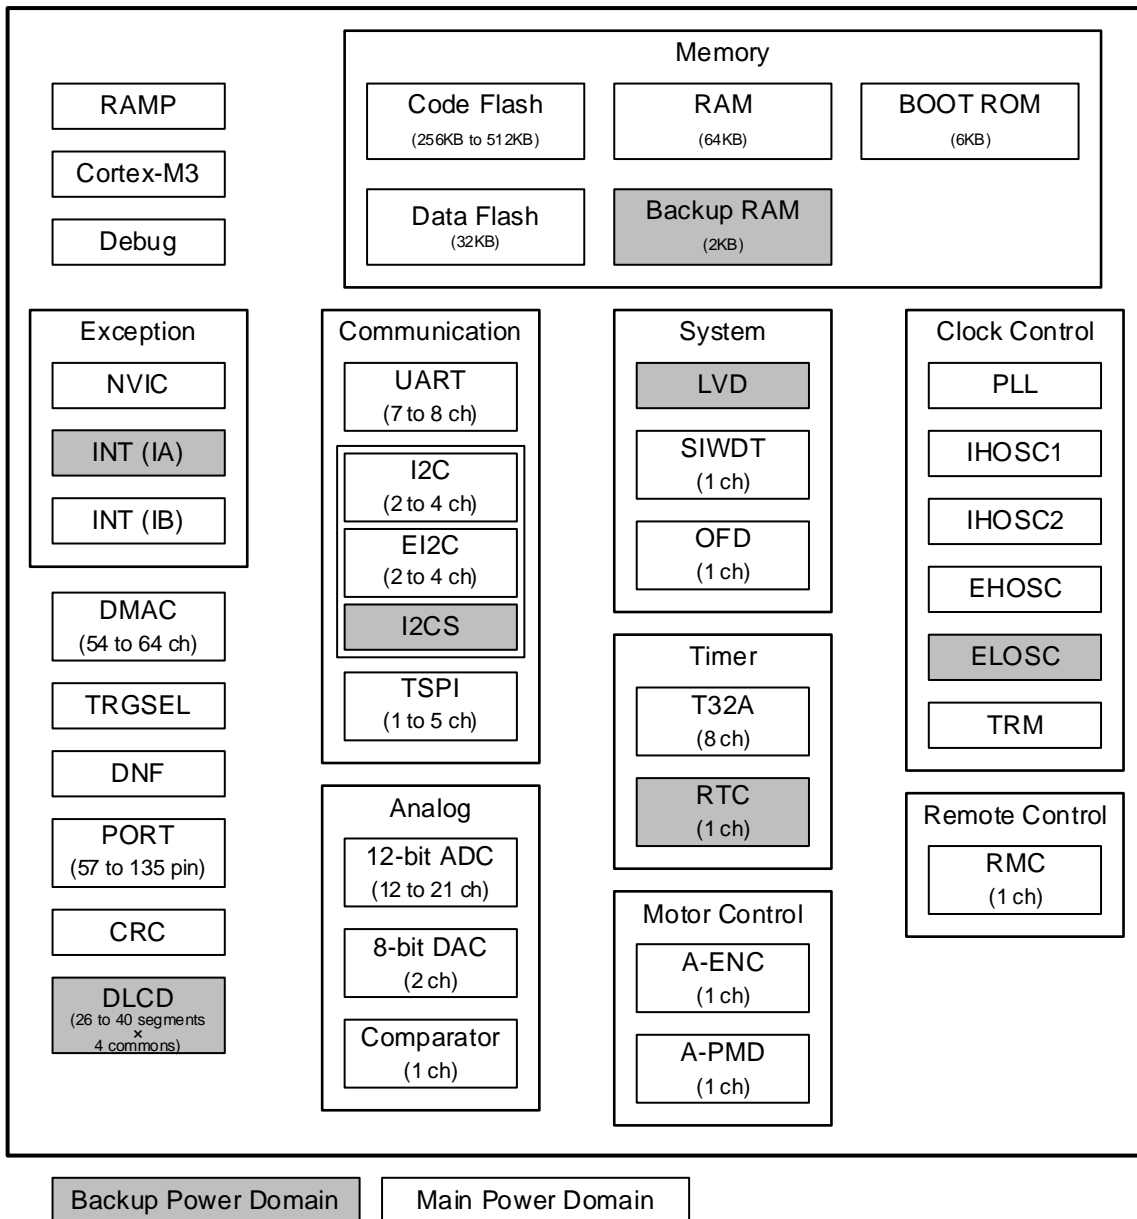 Memory
RAMP
Cortex-M3
Debug
Code Flash
(256KB to 512KB)
RAM
(64KB)
BOOT ROM
(6KB)
Data Flash
(32KB)
Backup RAM
(2KB)
Exception
NVIC
INT (IA)
INT (IB)
DMAC
(54 to 64 ch)
TRGSEL
DNF
PORT
(57 to 135 pin)
CRC
DLCD
(26 to 40 segments
×
4 commons)
Communication
UART
(7 to 8 ch)
I2C
(2 to 4 ch)
EI2C
(2 to 4 ch)
I2CS
TSPI
(1 to 5 ch)
Analog
12-bit ADC
(12 to 21 ch)
8-bit DAC
(2 ch)
Comparator
(1 ch)
System
LVD
SIWDT
(1 ch)
OFD
(1 ch)
Timer
T32A
(8 ch)
RTC
(1 ch)
Motor Control
A-ENC
(1 ch)
A-PMD
(1 ch)
Clock Control
PLL
IHOSC1
IHOSC2
EHOSC
ELOSC
TRM
Remote Control
RMC
(1 ch)
Backup Power Domain
Main Power Domain